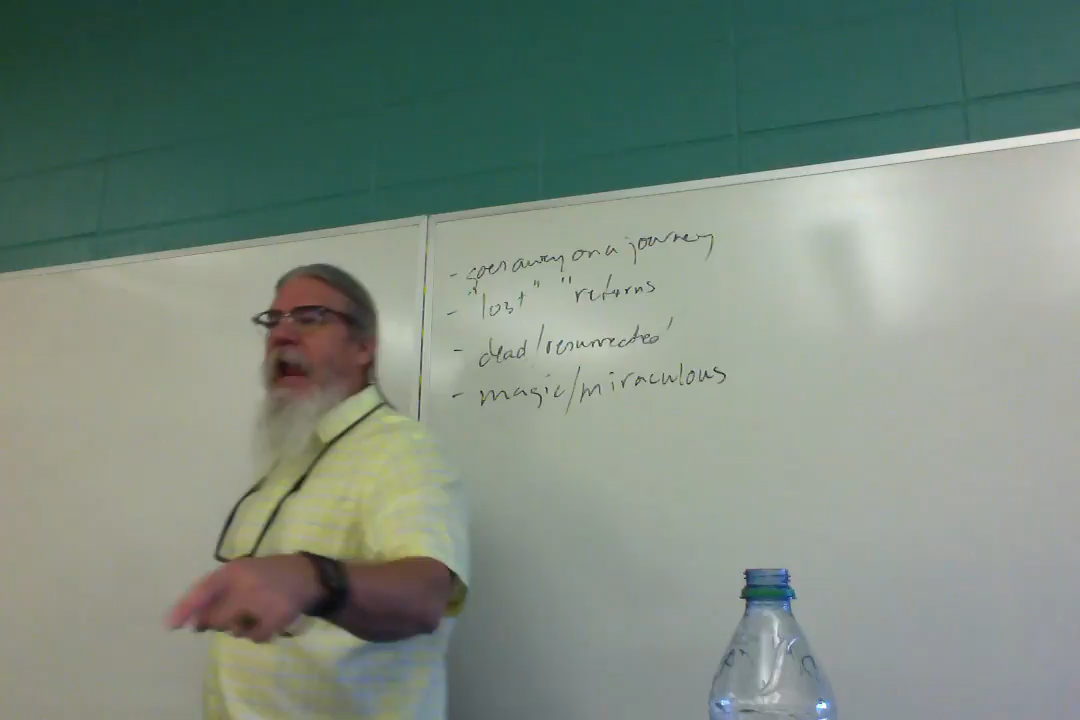 - goes away on a journey
- "lost" "returns
- dead/resurrected
- magic/miraculous